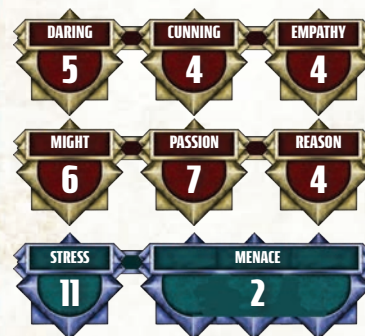 DARING CUNNING EMPATHY
5 4 4
MIGHT PASSION REASON
6 7 4
STRESS MENACE
11 2